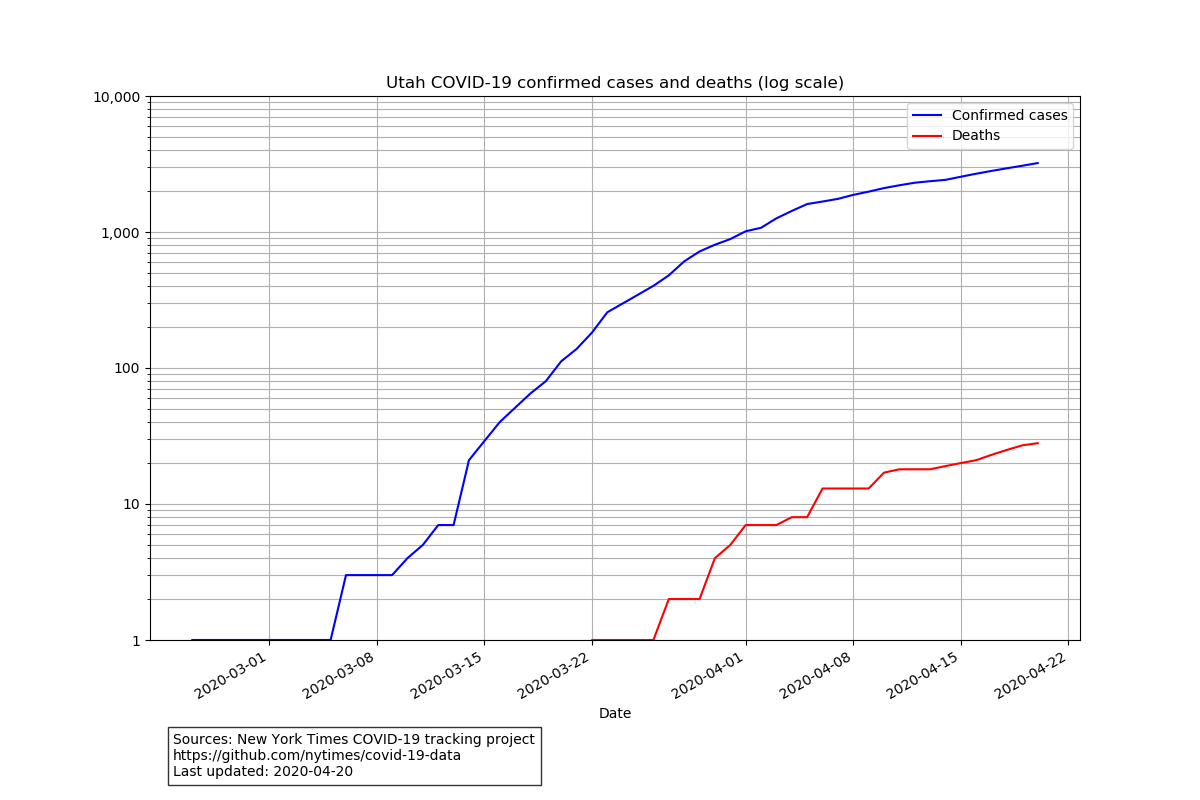 Utah COVID-19 confirmed cases and deaths (log scale)
10,000
1,000
100
10
1
Confirmed cases
Deaths
2020-03-01
2020-03-08
2020-03-15
2020-03-22
2020-04-01
2020-04-08
2020-04-15
2020-04-22
Date
Sources: New York Times COVID-19 tracking project
https://github.com/nytimes/covid-19-data
Last updated: 2020-04-20